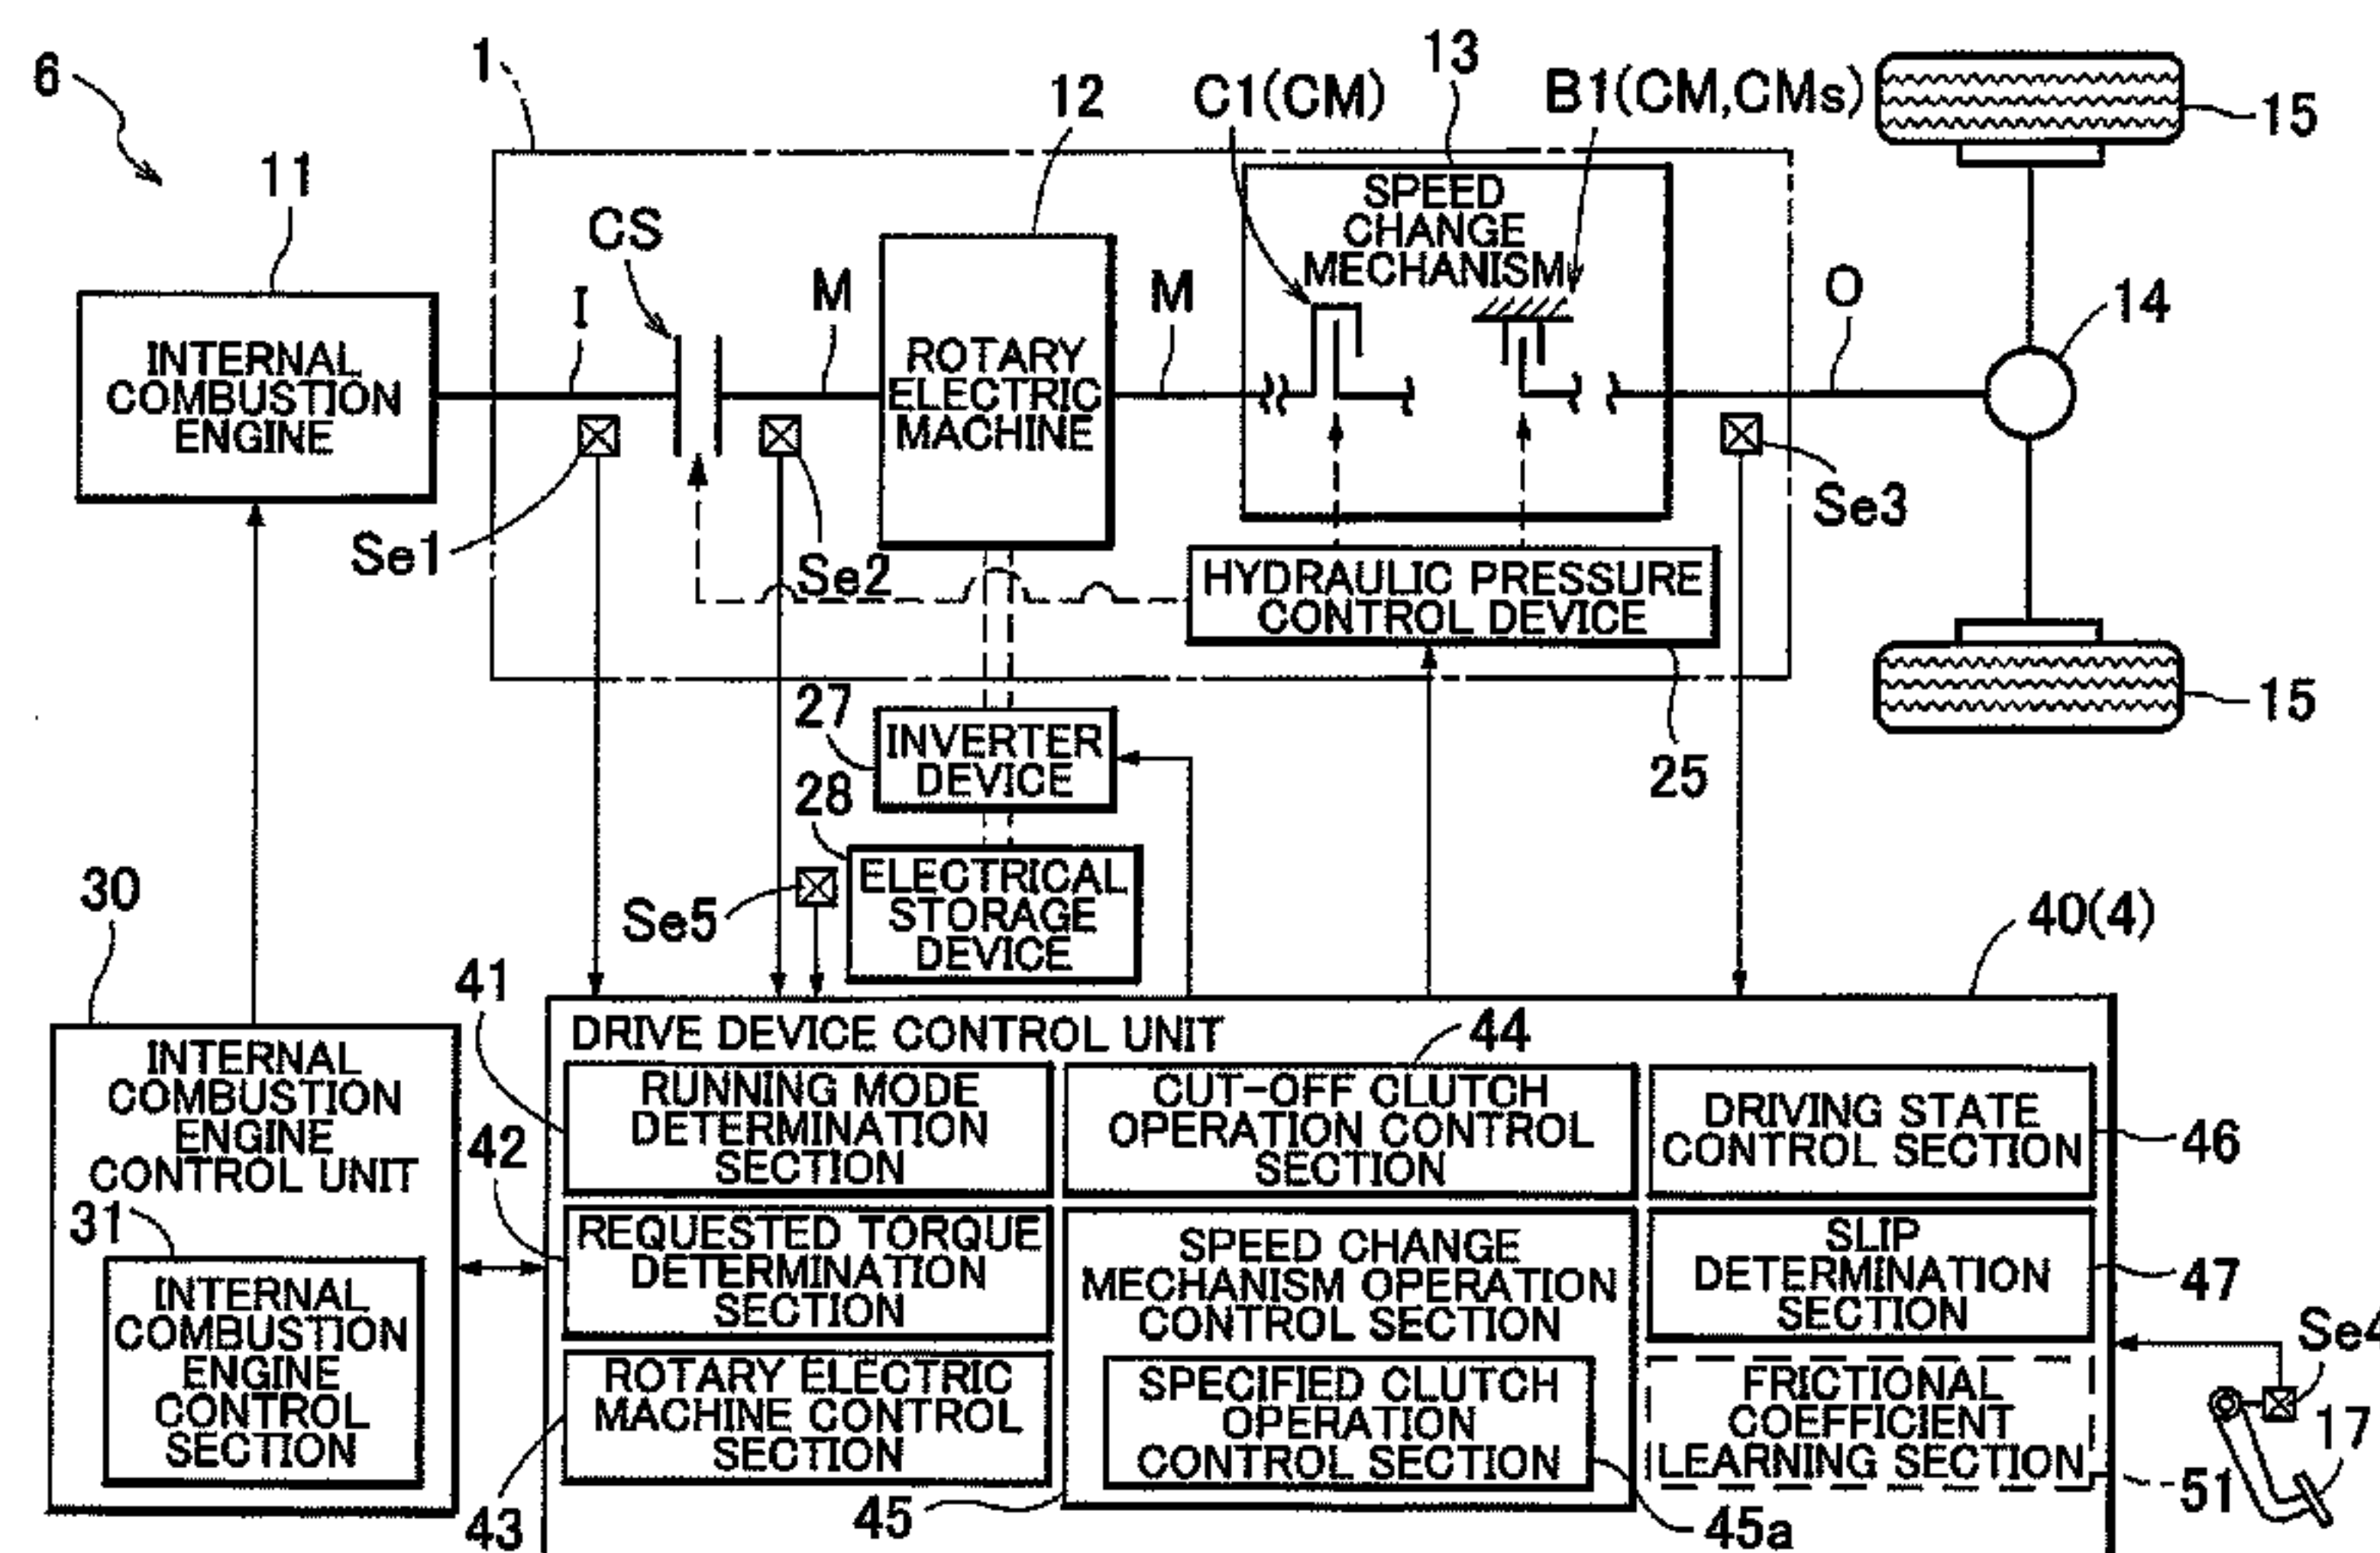 6
1
12
C1(CM)
13
B1(CM,CMs)
15
11
CS
I
M
M
SPEED
CHANGE
MECHANISM
O
14
INTERNAL
COMBUSTION
ENGINE
ROTARY
ELECTRIC
MACHINE
Se1
Se2
Se3
HYDRAULIC PRESSURE
CONTROL DEVICE
25
15
27
INVERTER
DEVICE
28
ELECTRICAL
STORAGE
DEVICE
Se5
30
40(4)
INTERNAL
COMBUSTION
ENGINE
CONTROL UNIT
31
INTERNAL
COMBUSTION
ENGINE
CONTROL
SECTION
DRIVE DEVICE CONTROL UNIT
41
RUNNING MODE
DETERMINATION
SECTION
42
REQUESTED TORQUE
DETERMINATION
SECTION
43
ROTARY ELECTRIC
MACHINE CONTROL
SECTION
44
CUT-OFF CLUTCH
OPERATION CONTROL
SECTION
SPEED CHANGE
MECHANISM OPERATION
CONTROL SECTION
45
SPECIFIED CLUTCH
OPERATION
CONTROL SECTION
45a
DRIVING STATE
CONTROL SECTION
46
SLIP
DETERMINATION
SECTION
47
FRICTIONAL
COEFFICIENT
LEARNING SECTION
51
Se4
17